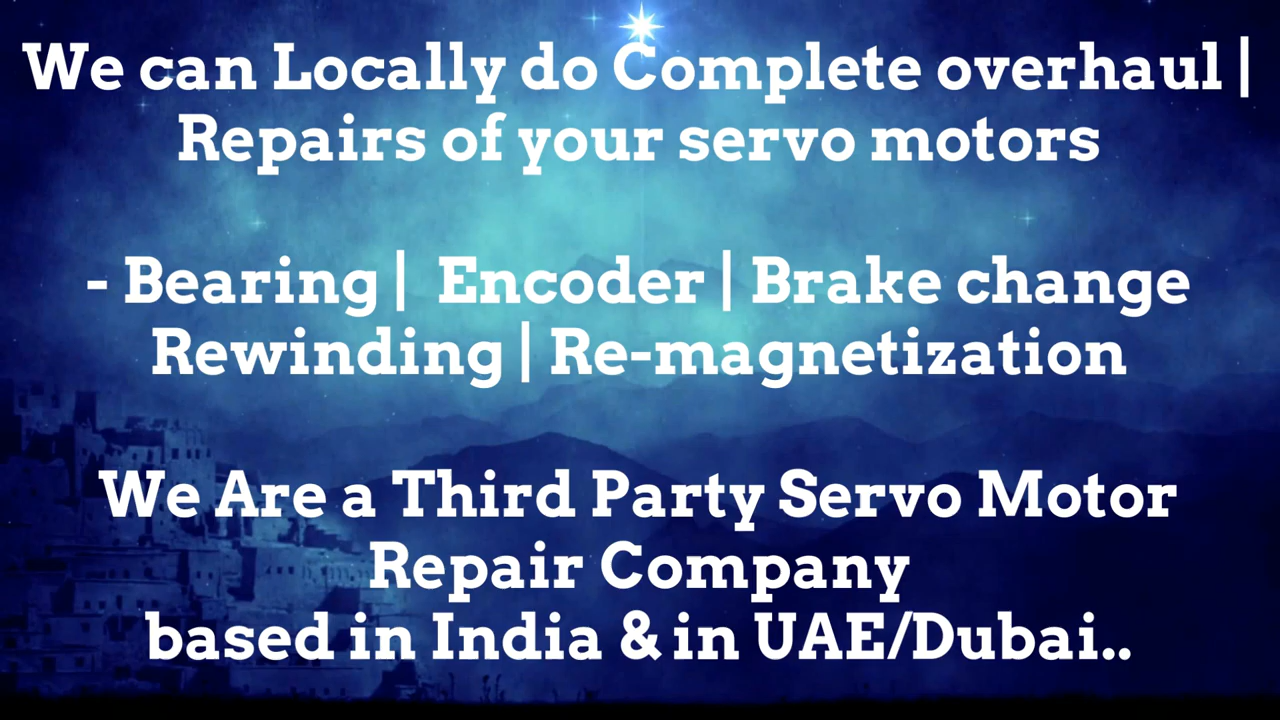 We can Locally do Complete overhaul |
Repairs of your servo motors
- Bearing |  Encoder | Brake change
Rewinding | Re-magnetization
We Are a Third Party Servo Motor
Repair Company
based in India & in UAE/Dubai..